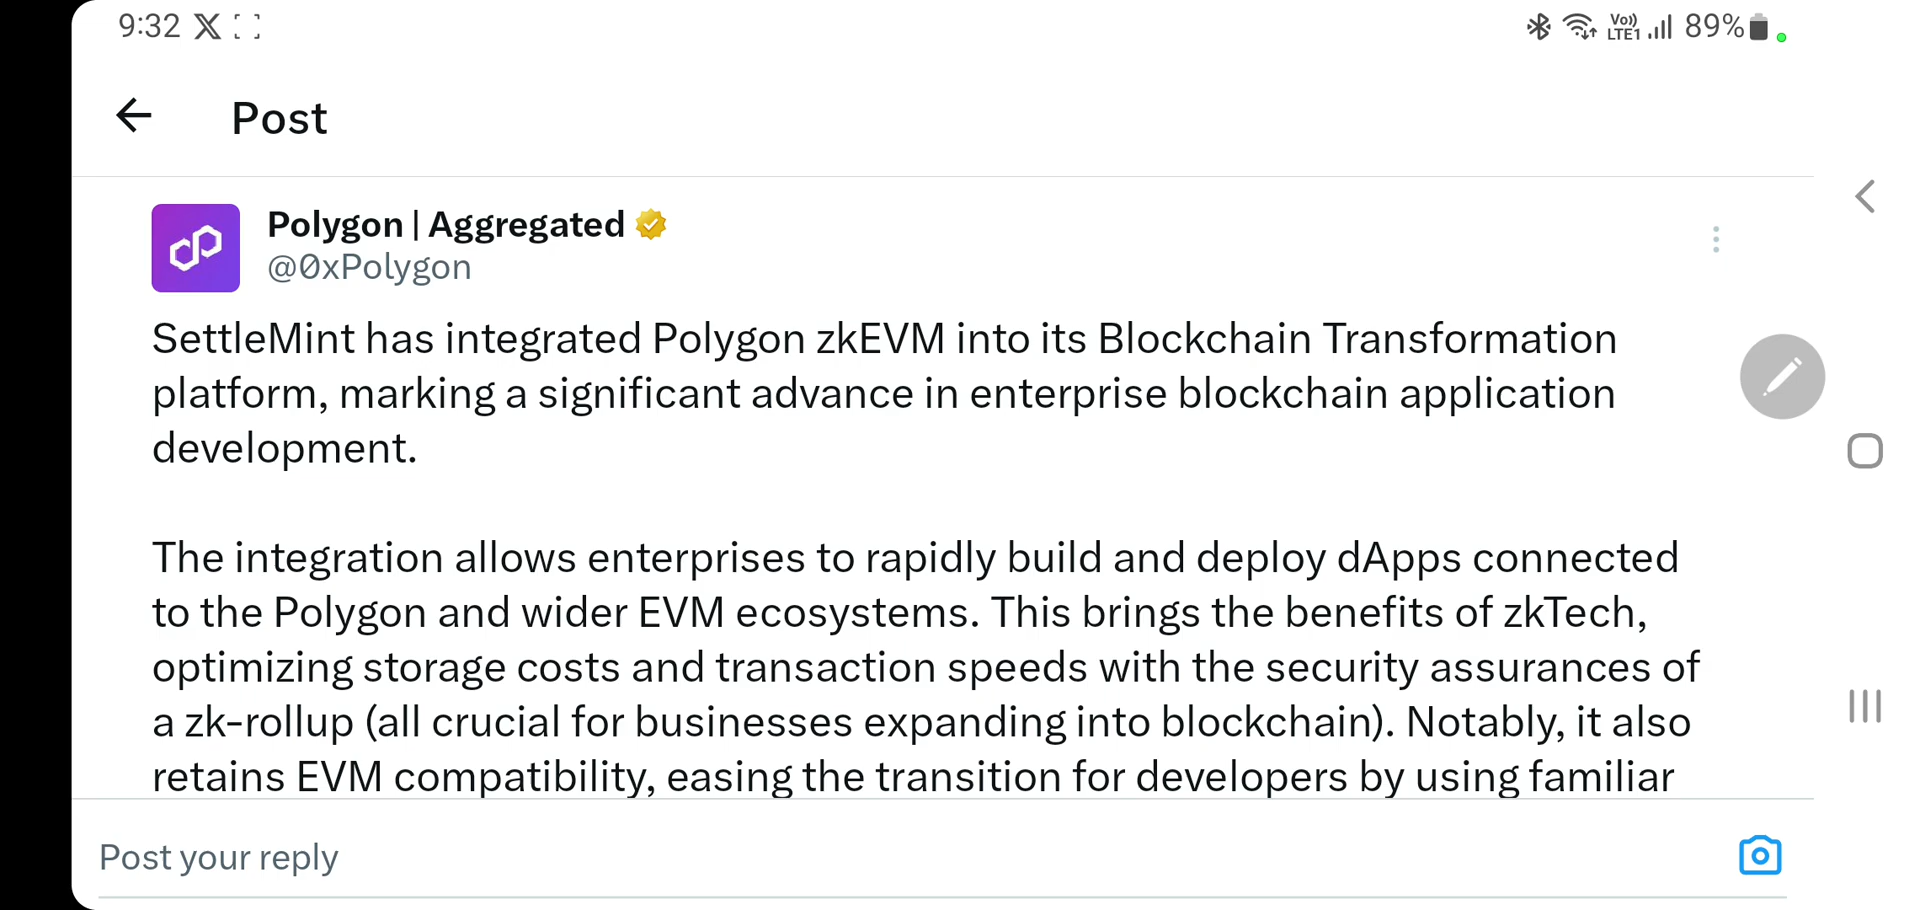 9:32
Vo))
LTE1
89%
Post
Polygon | Aggregated
@0xPolygon
SettleMint has integrated Polygon zkEVM into its Blockchain Transformation
platform, marking a significant advance in enterprise blockchain application
development.
The integration allows enterprises to rapidly build and deploy dApps connected
to the Polygon and wider EVM ecosystems. This brings the benefits of zkTech,
optimizing storage costs and transaction speeds with the security assurances of
a zk-rollup (all crucial for businesses expanding into blockchain). Notably, it also
retains EVM compatibility, easing the transition for developers by using familiar
Post your reply